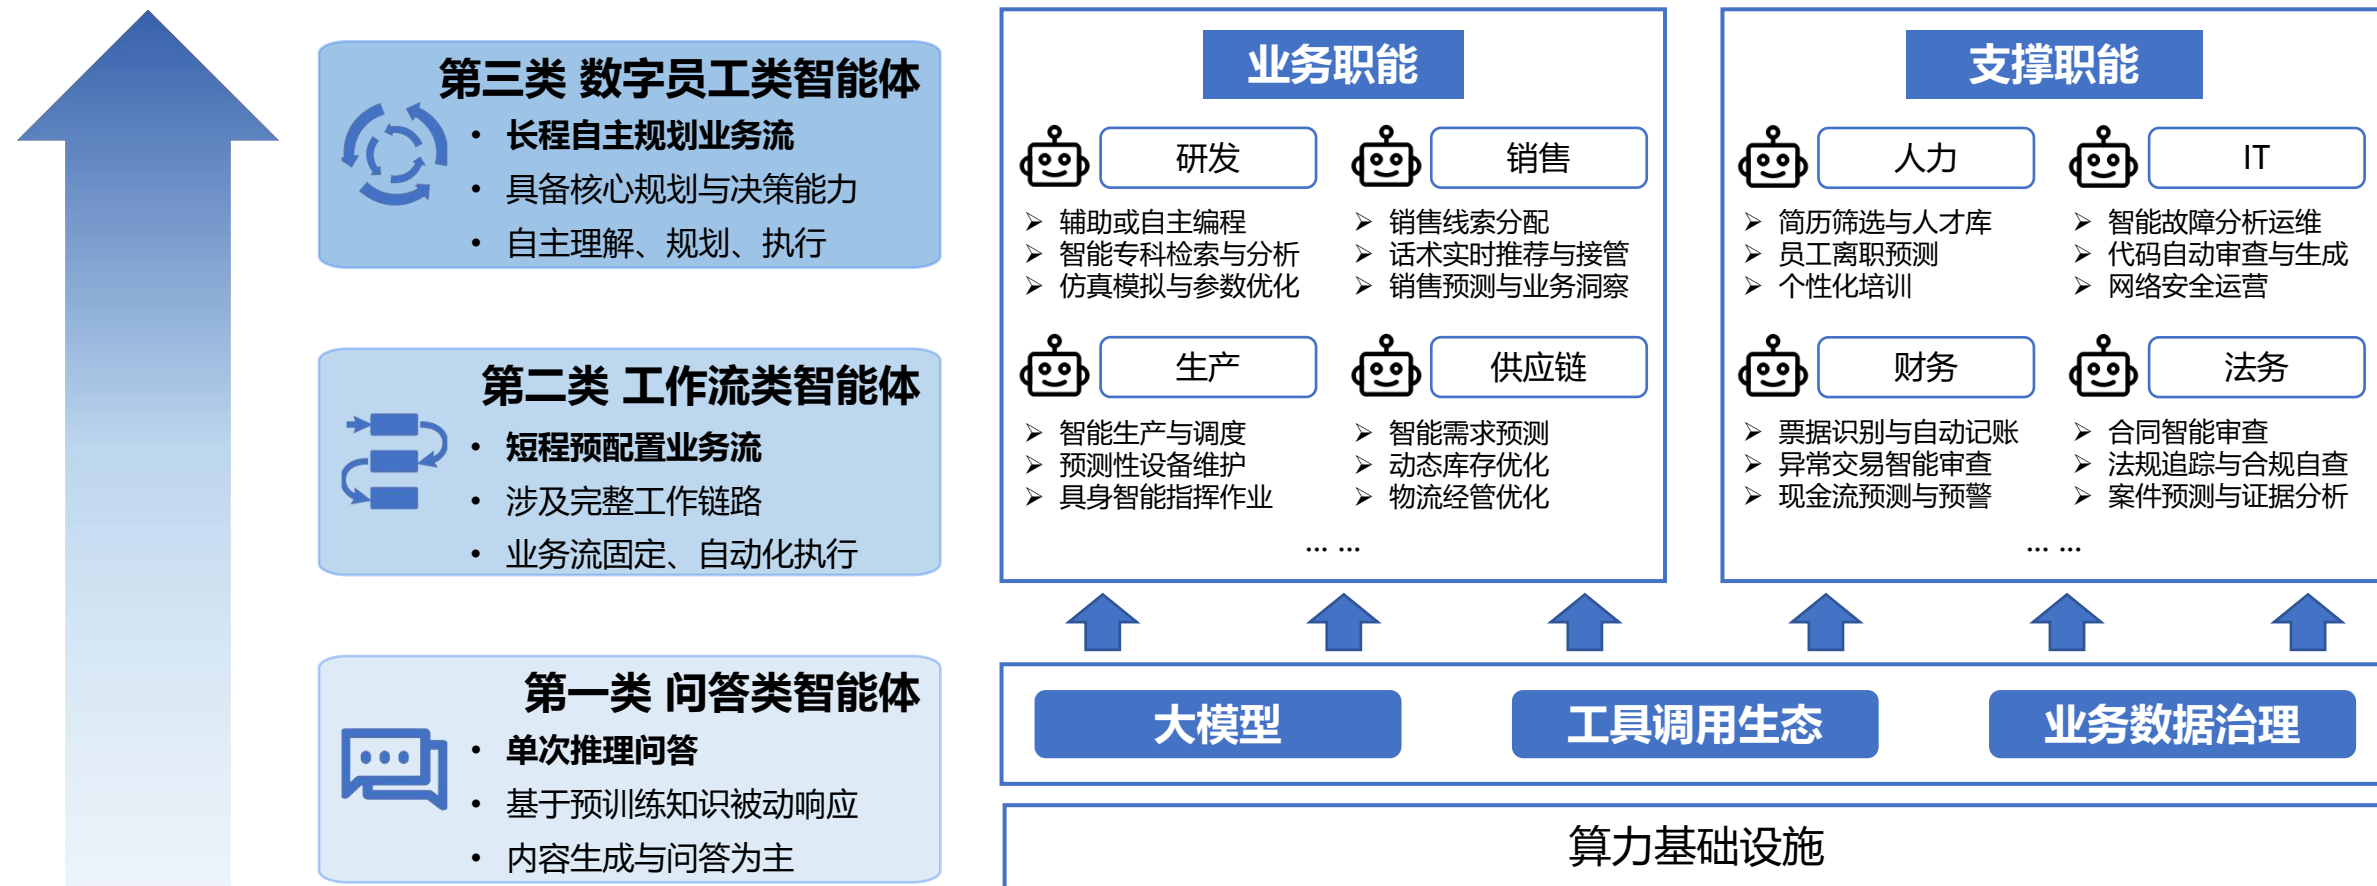 第三类 数字员工类智能体
• 长程自主规划业务流
• 具备核心规划与决策能力
• 自主理解、规划、执行
第二类 工作流类智能体
• 短程预配置业务流
• 涉及完整工作链路
• 业务流固定、自动化执行
第一类 问答类智能体
• 单次推理问答
• 基于预训练知识被动响应
• 内容生成与问答为主
业务职能
研发
➢ 辅助或自主编程
➢ 智能专科检索与分析
➢ 仿真模拟与参数优化
销售
➢ 销售线索分配
➢ 话术实时推荐与接管
➢ 销售预测与业务洞察
生产
➢ 智能生产与调度
➢ 预测性设备维护
➢ 具身智能指挥作业
供应链
➢ 智能需求预测
➢ 动态库存优化
➢ 物流经管优化
... ...
支撑职能
人力
➢ 简历筛选与人才库
➢ 员工离职预测
➢ 个性化培训
IT
➢ 智能故障分析运维
➢ 代码自动审查与生成
➢ 网络安全运营
财务
➢ 票据识别与自动记账
➢ 异常交易智能审查
➢ 现金流预测与预警
法务
➢ 合同智能审查
➢ 法规追踪与合规自查
➢ 案件预测与证据分析
... ...
大模型
工具调用生态
业务数据治理
算力基础设施